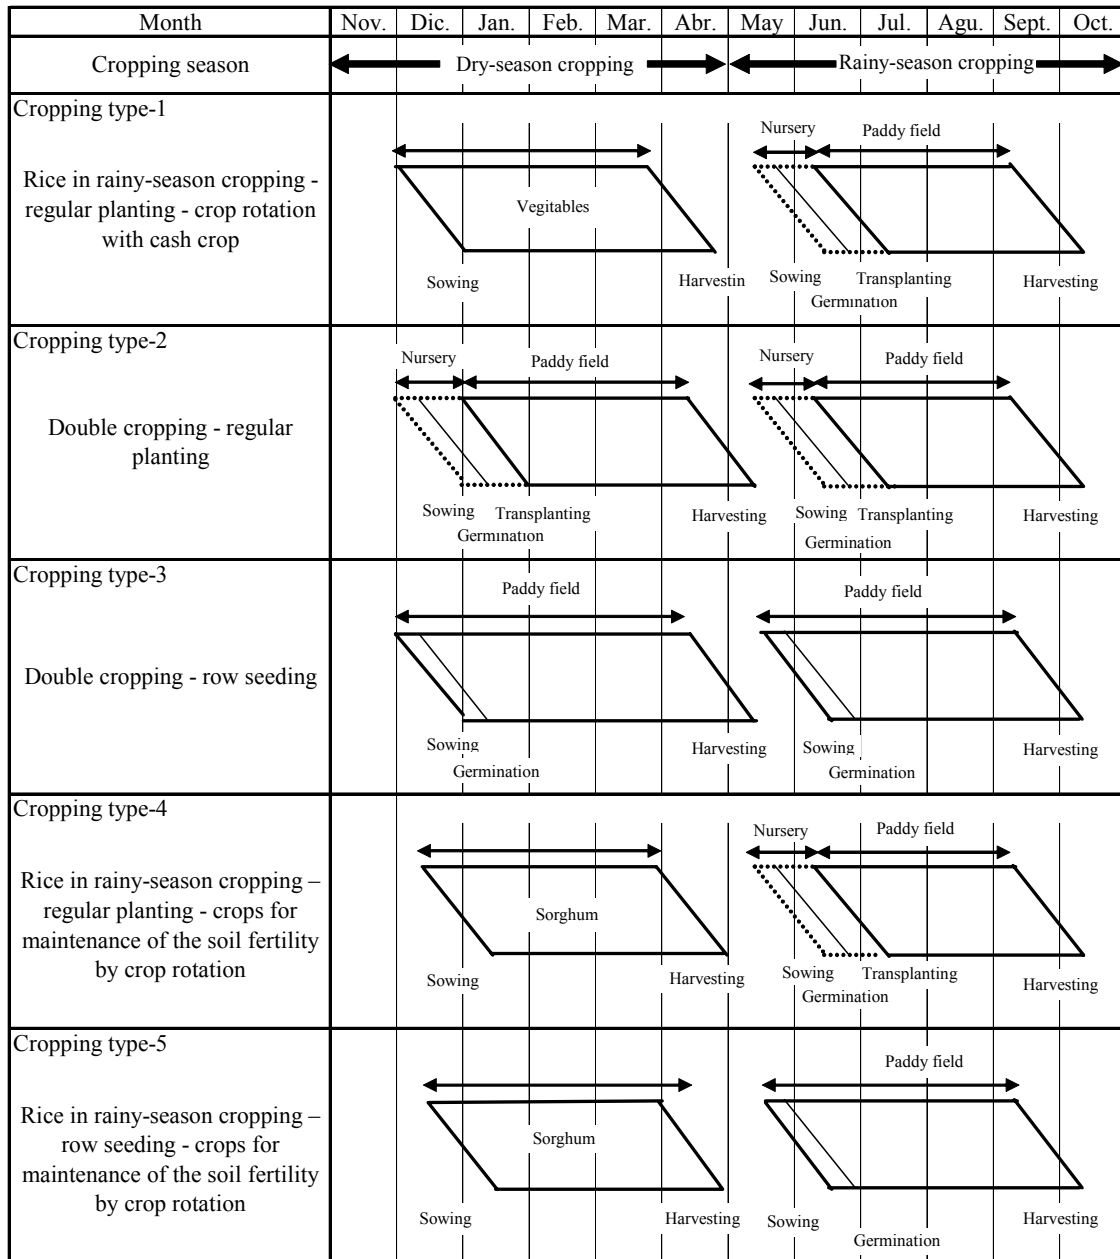 Month Nov. Dic. Jan. Feb. Mar. Abr. May Jun. Jul. Agu. Sept. Oct.
Cropping season Dry-season cropping Rainy-season cropping
Cropping type-1
Nursery Paddy field
Rice in rainy-season cropping -
regular planting - crop rotation
with cash crop
Vegitables
Sowing Harvestin Sowing Transplanting Harvesting
Germination
Cropping type-2
Nursery Paddy field Nursery Paddy field
Double cropping - regular
planting
Sowing Transplanting Harvesting Sowing Transplanting Harvesting
Germination Germination
Cropping type-3
Paddy field Paddy field
Double cropping - row seeding
Sowing Harvesting Sowing Harvesting
Germination Germination
Cropping type-4
Nursery Paddy field
Rice in rainy-season cropping –
regular planting - crops for
maintenance of the soil fertility
by crop rotation
Sorghum
Sowing Harvesting Sowing Transplanting Harvesting
Germination
Cropping type-5
Paddy field
Rice in rainy-season cropping –
row seeding - crops for
maintenance of the soil fertility
by crop rotation
Sorghum
Sowing Harvesting Sowing Harvesting
Germination